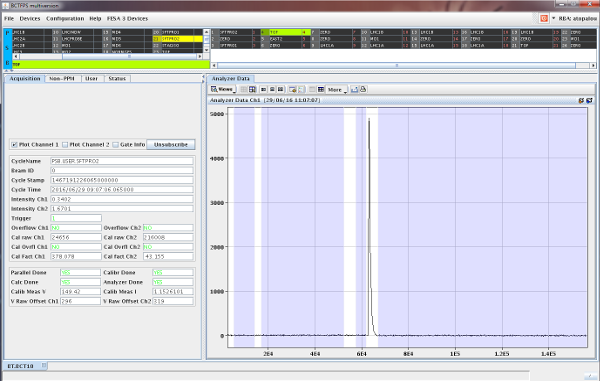 BCTFPS multiversion
File Devices Configuration Help FESA 3 Devices
RBA: atopulov
TOF
Acquisition Non-PPM User Status
Analyzer Data
Views
More
Analyzer Data Ch1 (29/06/16 11:07:07)
Plot Channel 1 Plot Channel 2 Gate Info Unsubscribe
CycleName PSB.USER.SFTPRO2
Beam ID 0
Cycle Stamp 1467191226065000000
Cycle Time 2016/06/29 09:07:06.065000
Intensity Ch1 0.3402
Intensity Ch2 1.6701
Trigger 1
Overflow Ch1 NO Overflow Ch2 NO
Cal raw Ch1 24656 Cal raw Ch2 216008
Cal Ovrfl Ch1 NO Cal Ovrfl Ch2 NO
Cal Fact Ch1 378.078 Cal fact Ch2 43.155
Parallel Done YES Calibr Done YES
Calc Done YES Analyzer Done YES
Calib Meas V 149.42 Calib Meas I 1.1526101
V Raw Offset Ch1 296 V Raw Offset Ch2 319
5000
4000
3000
2000
1000
0
2E4 4E4 6E4 8E4 1E5 1.2E5 1.4E5
BT.BCT10